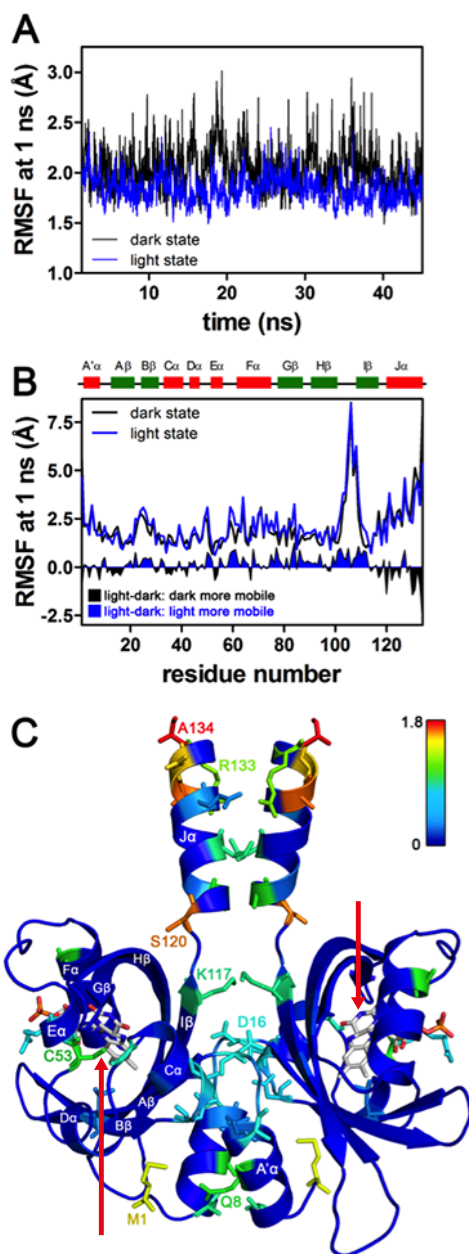 A
RMSF at 1 ns (Å)
3.0
2.5
2.0
1.5
1.0
dark state
light state
10 20 30 40
time (ns)
A'α Aβ Bβ Cα Dα Eα Fα Gβ Hβ Iβ Jα
B
RMSF at 1 ns (Å)
7.5
5.0
2.5
0.0
-2.5
dark state
light state
light-dark: dark more mobile
light-dark: light more mobile
20 40 60 80 100 120
residue number
C
A134
R133
1.8
0
Jα
S120
Hβ
Fα
Gβ
K117
Eα
Iβ
D16
C53
Cα
Aβ
Dα
Bβ
A'α
M1
Q8